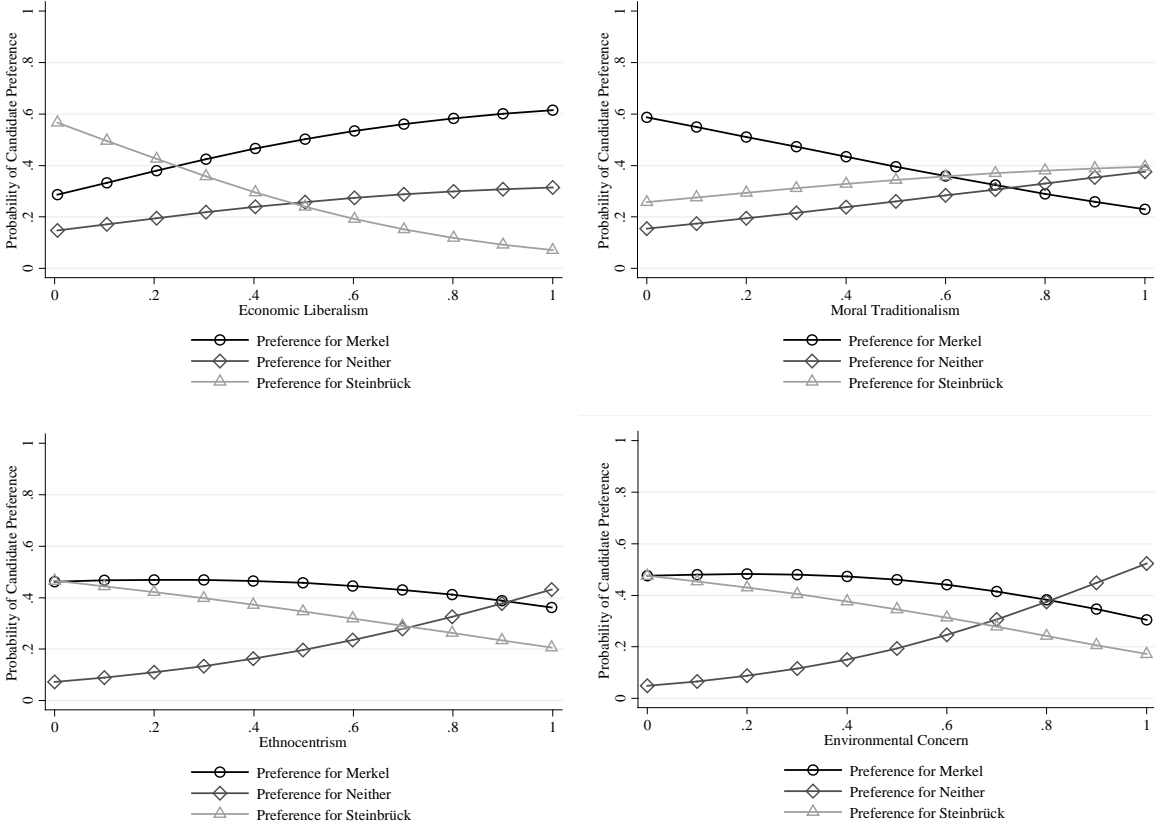 Probability of Candidate Preference
1
.8
.6
.4
.2
0
0 .2 .4 .6 .8 1
Economic Liberalism
Preference for Merkel
Preference for Neither
Preference for Steinbrück
Probability of Candidate Preference
1
.8
.6
.4
.2
0
0 .2 .4 .6 .8 1
Moral Traditionalism
Preference for Merkel
Preference for Neither
Preference for Steinbrück
Probability of Candidate Preference
1
.8
.6
.4
.2
0
0 .2 .4 .6 .8 1
Ethnocentrism
Preference for Merkel
Preference for Neither
Preference for Steinbrück
Probability of Candidate Preference
1
.8
.6
.4
.2
0
0 .2 .4 .6 .8 1
Environmental Concern
Preference for Merkel
Preference for Neither
Preference for Steinbrück